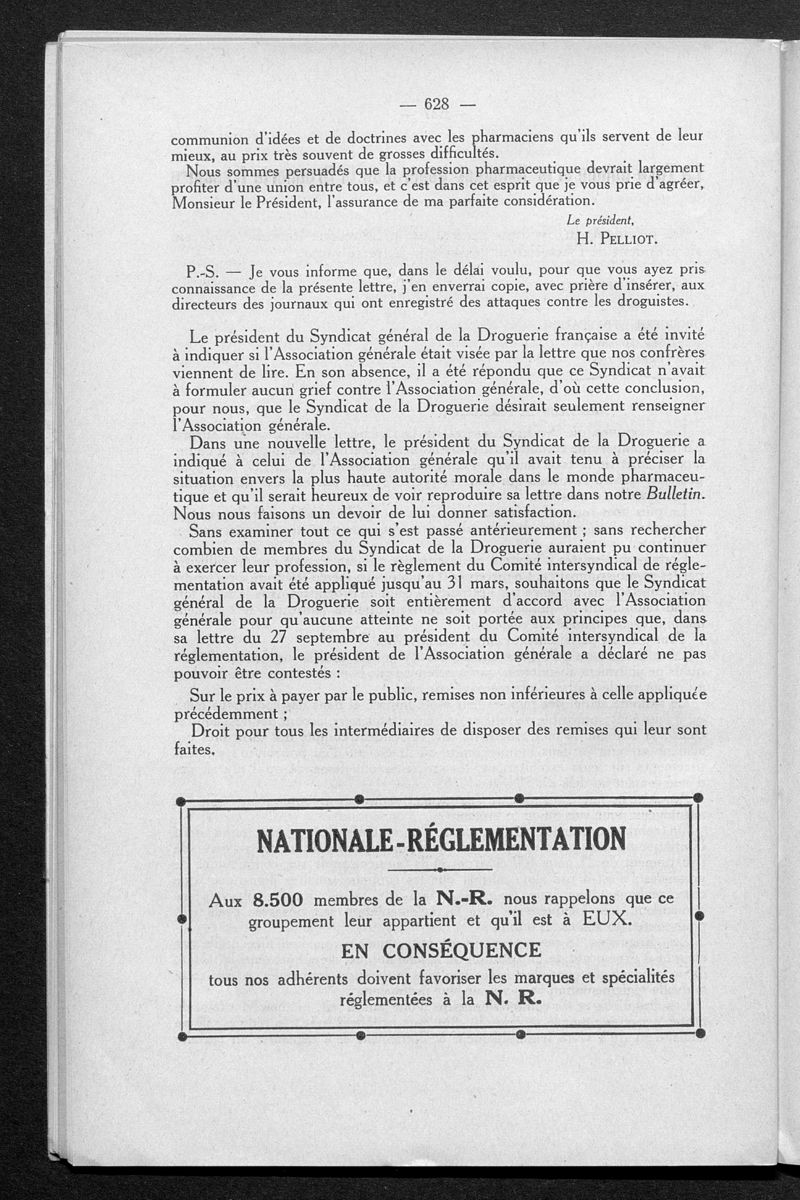 — 628 —
communion d'idées et de doctrines avec les pharmaciens qu'ils servent de leur
mieux, au prix très souvent de grosses difficultés.
Nous sommes persuadés que la profession pharmaceutique devrait largement
profiter d'une union entre tous, et c'est dans cet esprit que je vous prie d'agréer,
Monsieur le Président, l'assurance de ma parfaite considération.
Le président,
H. PELLIOT.
P.-S. — Je vous informe que, dans le délai voulu, pour que vous ayez pris
connaissance de la présente lettre, j'en enverrai copie, avec prière d'insérer, aux
directeurs des journaux qui ont enregistré des attaques contre les droguistes.
Le président du Syndicat général de la Droguerie française a été invité
à indiquer si l'Association générale était visée par la lettre que nos confrères
viennent de lire. En son absence, il a été répondu que ce Syndicat n'avait
à formuler aucun grief contre l'Association générale, d'où cette conclusion,
pour nous, que le Syndicat de la Droguerie désirait seulement renseigner
l'Association générale.
Dans une nouvelle lettre, le président du Syndicat de la Droguerie a
indiqué à celui de l'Association générale qu'il avait tenu à préciser la
situation envers la plus haute autorité morale dans le monde pharmaceu-
tique et qu'il serait heureux de voir reproduire sa lettre dans notre Bulletin.
Nous nous faisons un devoir de lui donner satisfaction.
Sans examiner tout ce qui s'est passé antérieurement ; sans rechercher
combien de membres du Syndicat de la Droguerie auraient pu continuer
à exercer leur profession, si le règlement du Comité intersyndical de régle-
mentation avait été appliqué jusqu'au 31 mars, souhaitons que le Syndicat
général de la Droguerie soit entièrement d'accord avec l'Association
générale pour qu'aucune atteinte ne soit portée aux principes que, dans
sa lettre du 27 septembre au président du Comité intersyndical de la
réglementation, le président de l'Association générale a déclaré ne pas
pouvoir être contestés :
Sur le prix à payer par le public, remises non inférieures à celle appliquée
précédemment ;
Droit pour tous les intermédiaires de disposer des remises qui leur sont
faites.
NATIONALE-RÉGLEMENTATION
Aux 8.500 membres de la N.-R. nous rappelons que ce
groupement leur appartient et qu'il est à EUX.
EN CONSÉQUENCE
tous nos adhérents doivent favoriser les marques et spécialités
réglementées à la N. R.